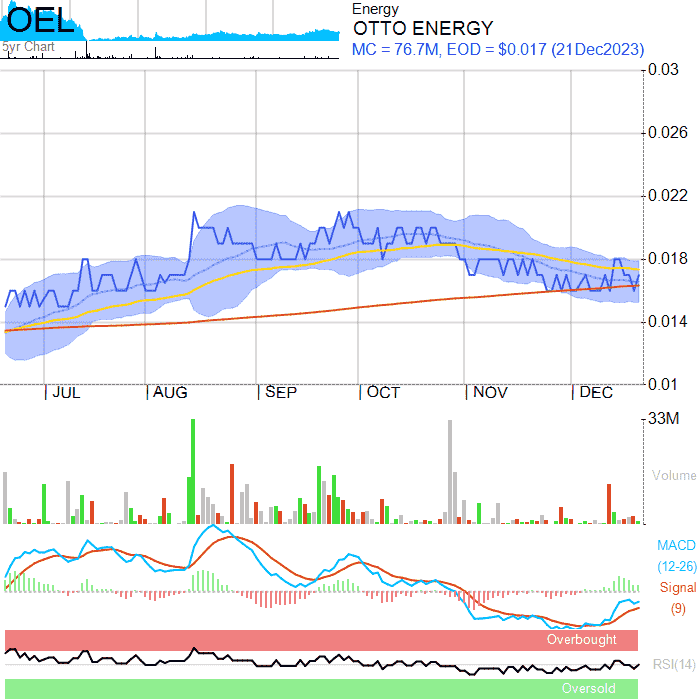 OEL
5yr Chart
Energy
OTTO ENERGY
MC = 76.7M, EOD = $0.017 (21Dec2023)
0.03
0.026
0.022
0.018
0.014
0.01
JUL AUG SEP OCT NOV DEC
33M
Volume
MACD
(12-26)
Signal
(9)
Overbought
RSI(14)
Oversold